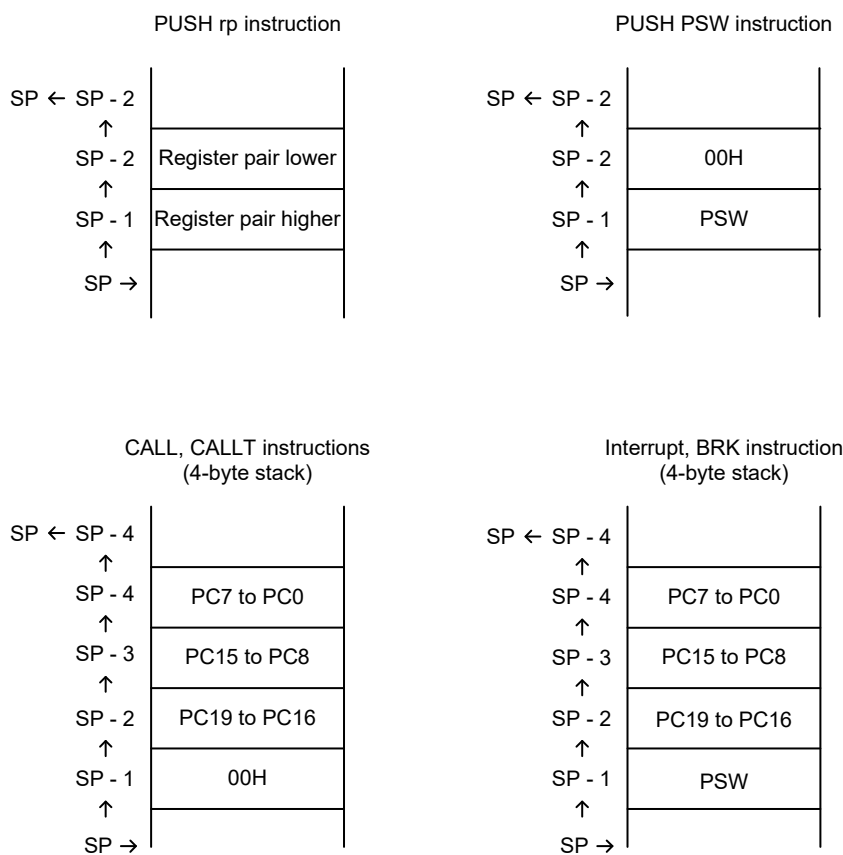 PUSH rp instruction
SP ← SP - 2
↑
SP - 2 Register pair lower
↑
SP - 1 Register pair higher
↑
SP →
PUSH PSW instruction
SP ← SP - 2
↑
SP - 2 00H
↑
SP - 1 PSW
↑
SP →
CALL, CALLT instructions
(4-byte stack)
SP ← SP - 4
↑
SP - 4 PC7 to PC0
↑
SP - 3 PC15 to PC8
↑
SP - 2 PC19 to PC16
↑
SP - 1 00H
↑
SP →
Interrupt, BRK instruction
(4-byte stack)
SP ← SP - 4
↑
SP - 4 PC7 to PC0
↑
SP - 3 PC15 to PC8
↑
SP - 2 PC19 to PC16
↑
SP - 1 PSW
↑
SP →